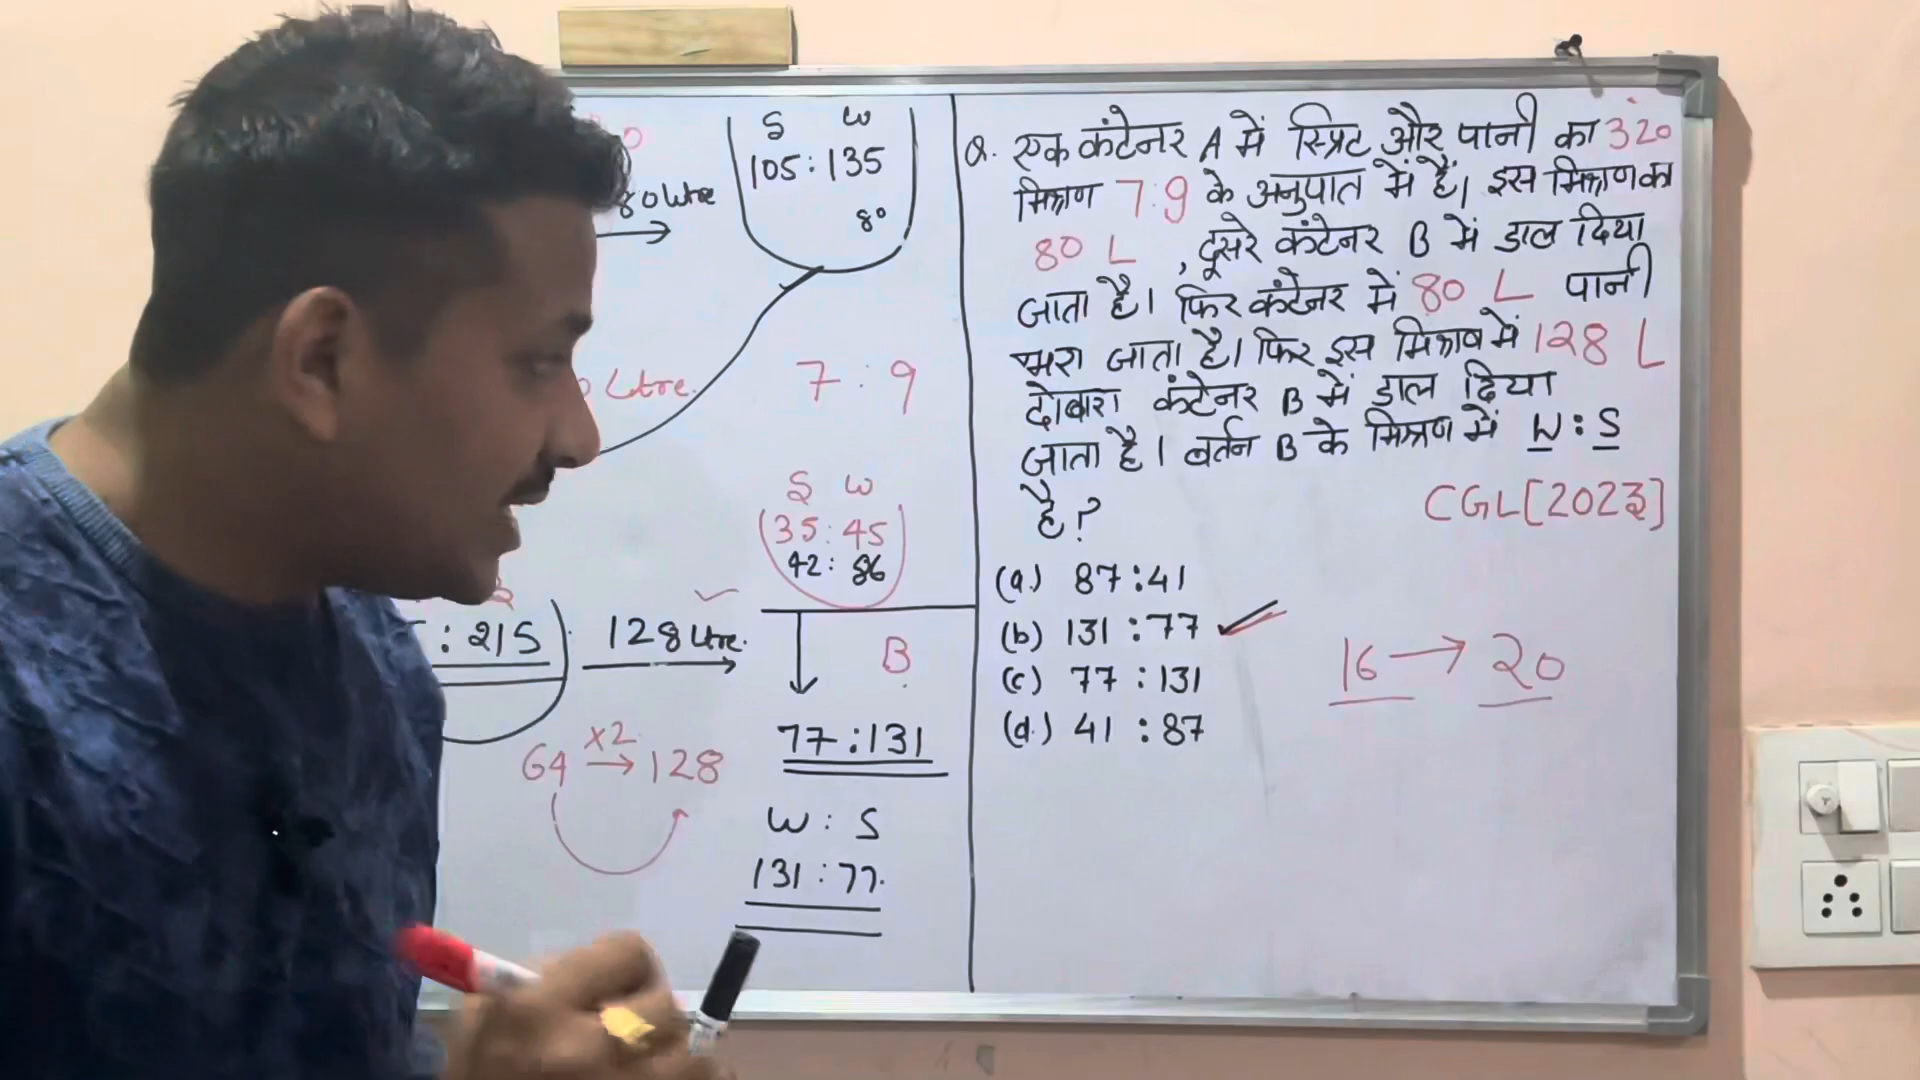 S W
105 : 135
80 Litre
80
Litre.
7 : 9
S W
35 : 45
42 : 86
: 215
128 Litre.
B
64 ×2 → 128
77 : 131
W : S
131 : 77.
Q. एक कंटेनर A में स्प्रिट और पानी का 320
मिश्रण 7:9 के अनुपात में है। इस मिश्रण का
80 L , दूसरे कंटेनर B में डाल दिया
जाता है। फिर कंटेनर में 80 L पानी
भरा जाता है। फिर इस में 128 L
दोबारा कंटेनर B में डाल दिया
जाता है। बर्तन B के मिश्रण में W : S
है?
CGL[2023]
(a.) 87 : 41
(b) 131 : 77
(c) 77 : 131
(d.) 41 : 87
16 → 20